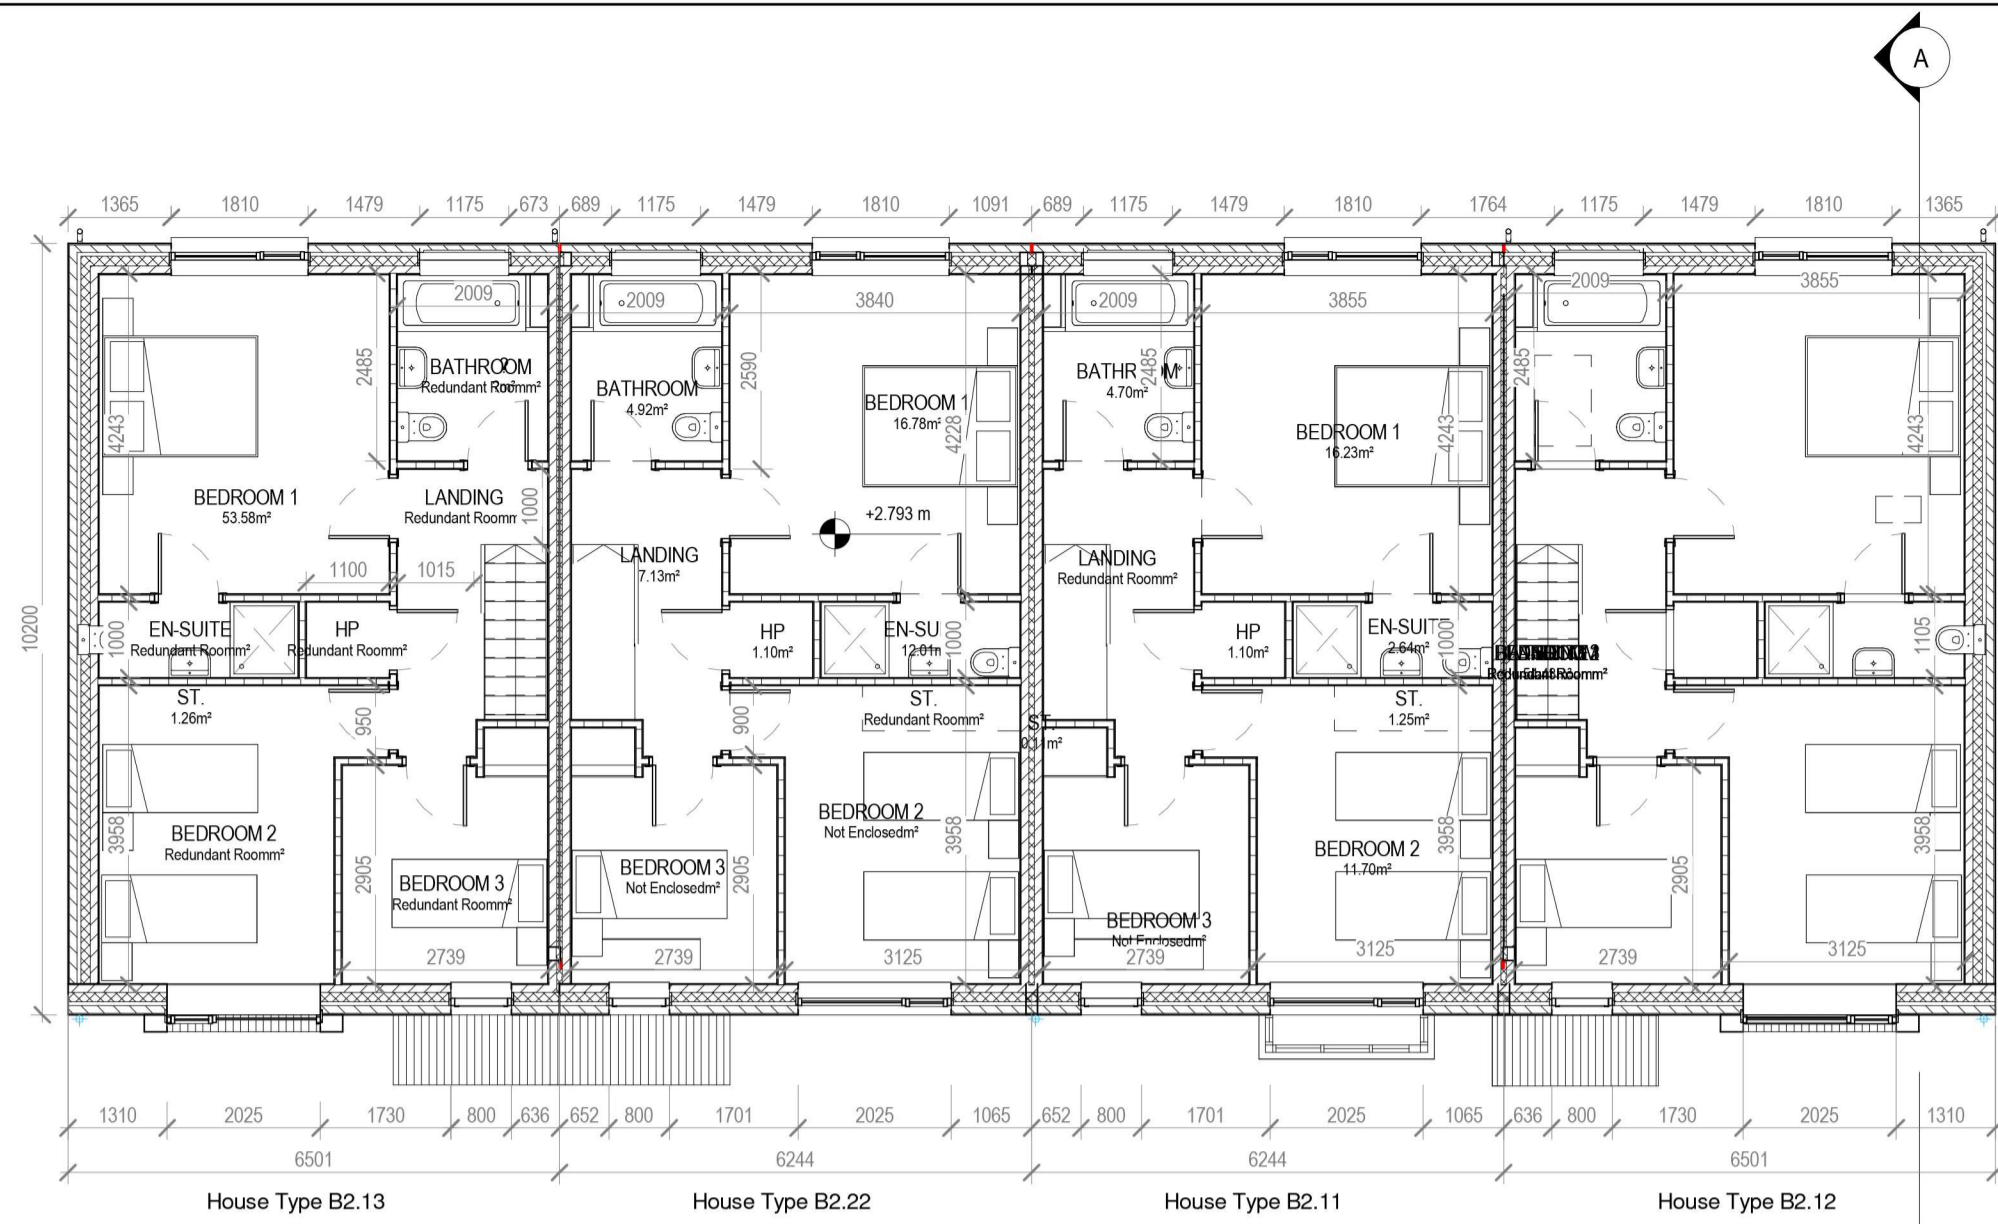 A
1365 1810 1479 1175 673 689 1175 1479 1810 1091 689 1175 1479 1810 1764 1175 1479 1810 1365
2009 2009 3840 2009 3855 2009 3855
2485 2590 2485 2485
BATHROOM
Redundant Roomm²
BATHROOM
4.92m²
BEDROOM 1
16.78m²
BATHR M
4.70m²
BEDROOM 1
16.23m²
4243 4228 4243 4243
BEDROOM 1
53.58m²
LANDING
Redundant Roomm
1000
+2.793 m
LANDING
7.13m²
LANDING
Redundant Roomm²
1100 1015
10200
EN-SUITE
Redundant Roomm²
1000
HP
Redundant Roomm²
HP
1.10m²
EN-SU
12.01m
1000
HP
1.10m²
EN-SUITE
2.64m²
1000
1105
ST.
1.26m²
950
900
ST.
Redundant Roomm²
ST.
ST.
1.25m²
BEDROOM 2
Redundant Roomm²
3958
2905
BEDROOM 3
Redundant Roomm²
BEDROOM 3
Not Enclosedm²
2905
BEDROOM 2
Not Enclosedm²
3958
BEDROOM 3
Not Enclosedm²
BEDROOM 2
11.70m²
3958
2905
3958
2739 2739 3125 2739 3125 2739 3125
1310 2025 1730 800 636 652 800 1701 2025 1065 652 800 1701 2025 1065 636 800 1730 2025 1310
6501 6244 6244 6501
House Type B2.13 House Type B2.22 House Type B2.11 House Type B2.12